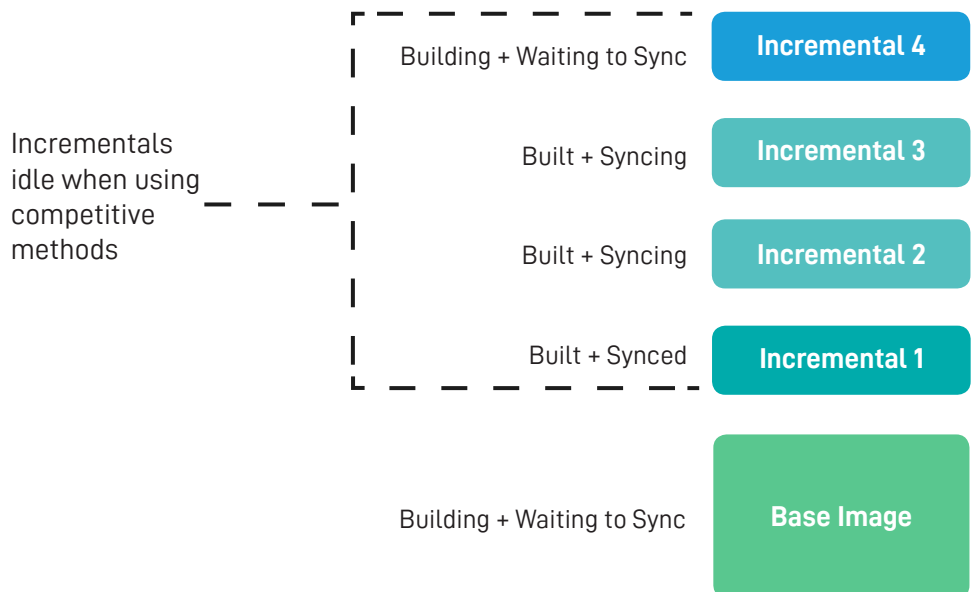 Building + Waiting to Sync
Incremental 4
Incrementals
idle when using
competitive
methods
Built + Syncing
Incremental 3
Built + Syncing
Incremental 2
Built + Synced
Incremental 1
Building + Waiting to Sync
Base Image